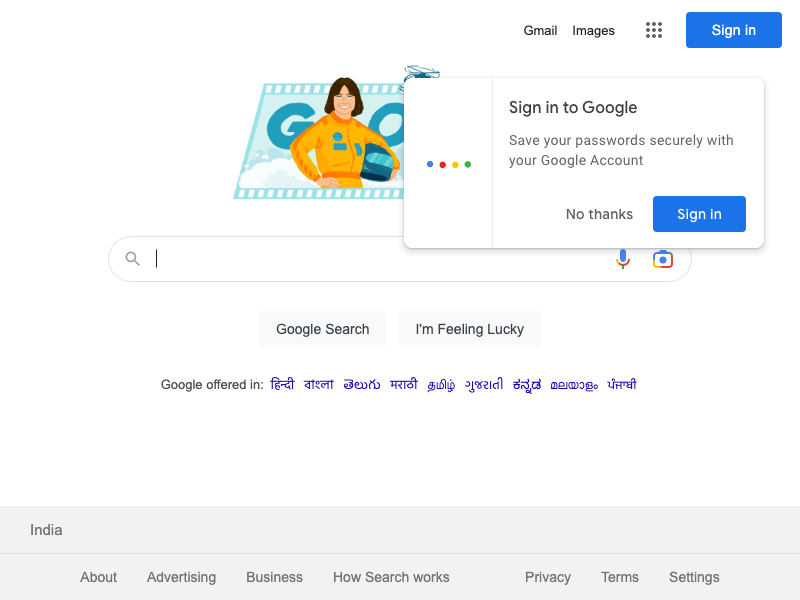 Gmail Images Sign in
Sign in to Google
Save your passwords securely with
your Google Account
No thanks Sign in
Google Search I'm Feeling Lucky
Google offered in: हिन्दी বাংলা తెలుగు मराठी தமிழ் ગુજરાતી ಕನ್ನಡ മലയാളം ਪੰਜਾਬੀ
India
About Advertising Business How Search works Privacy Terms Settings